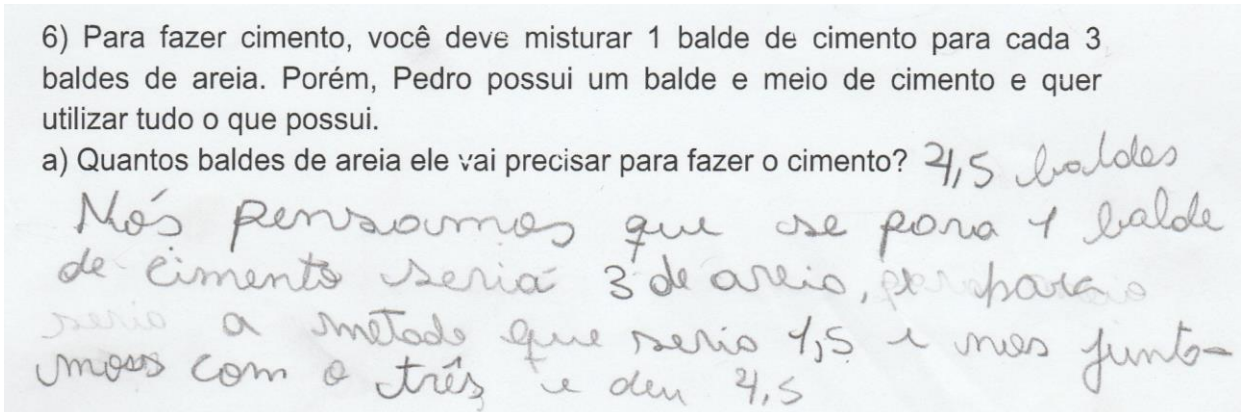 6) Para fazer cimento, você deve misturar 1 balde de cimento para cada 3
baldes de areia. Porém, Pedro possui um balde e meio de cimento e quer
utilizar tudo o que possui.
a) Quantos baldes de areia ele vai precisar para fazer o cimento? 4,5 baldes
Nós pensamos que se para 1 balde
de cimento seria 3 de areia, para
a metade que seria 1,5 e nos junta-
mos com o três e deu 4,5